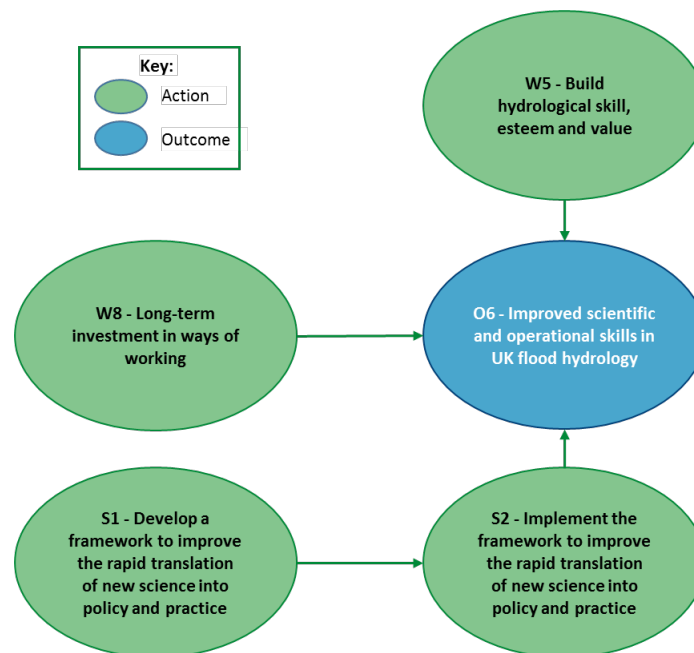 Key:
Action
Outcome
W5 - Build
hydrological skill,
esteem and value
W8 - Long-term
investment in ways of
working
O6 - Improved scientific
and operational skills in
UK flood hydrology
S1 - Develop a
framework to improve
the rapid translation
of new science into
policy and practice
S2 - Implement the
framework to improve
the rapid translation
of new science into
policy and practice